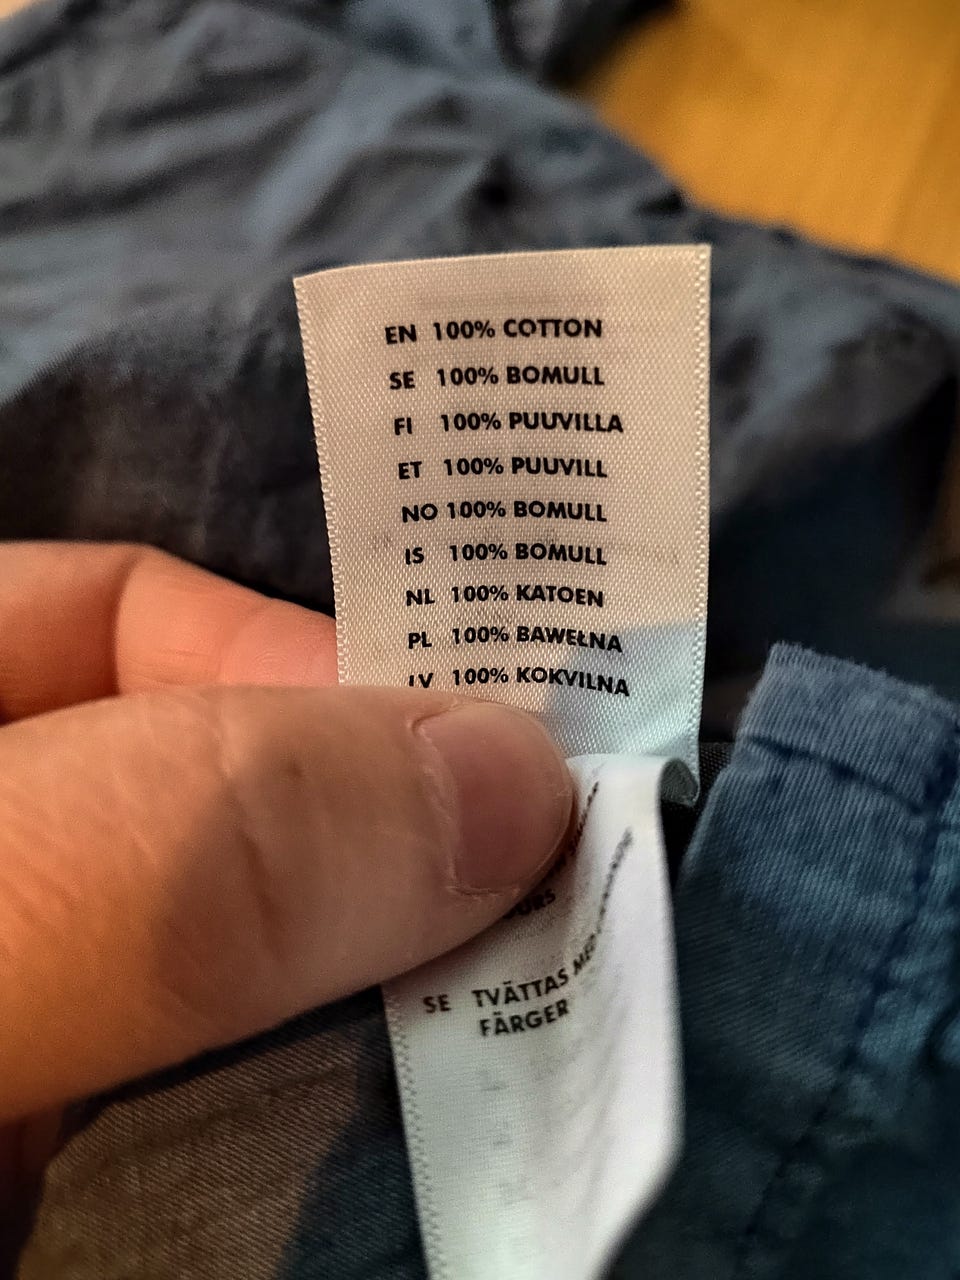 EN 100% COTTON
SE 100% BOMULL
FI 100% PUUVILLA
ET 100% PUUVILL
NO 100% BOMULL
IS 100% BOMULL
NL 100% KATOEN
PL 100% BAWEŁNA
LV 100% KOKVILNA
SE TVÄTTAS
FÄRGER